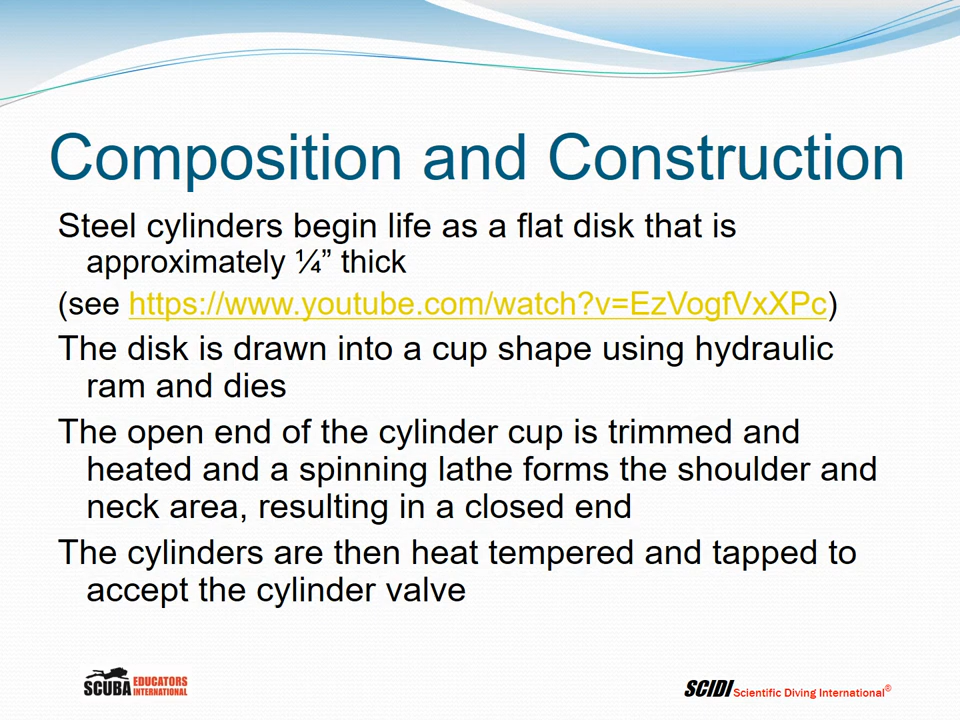 Composition and Construction
Steel cylinders begin life as a flat disk that is
approximately ¼” thick
(see https://www.youtube.com/watch?v=EzVogfVxXPc)
The disk is drawn into a cup shape using hydraulic
ram and dies
The open end of the cylinder cup is trimmed and
heated and a spinning lathe forms the shoulder and
neck area, resulting in a closed end
The cylinders are then heat tempered and tapped to
accept the cylinder valve
SCUBA EDUCATORS
INTERNATIONAL
SCIDI Scientific Diving International®